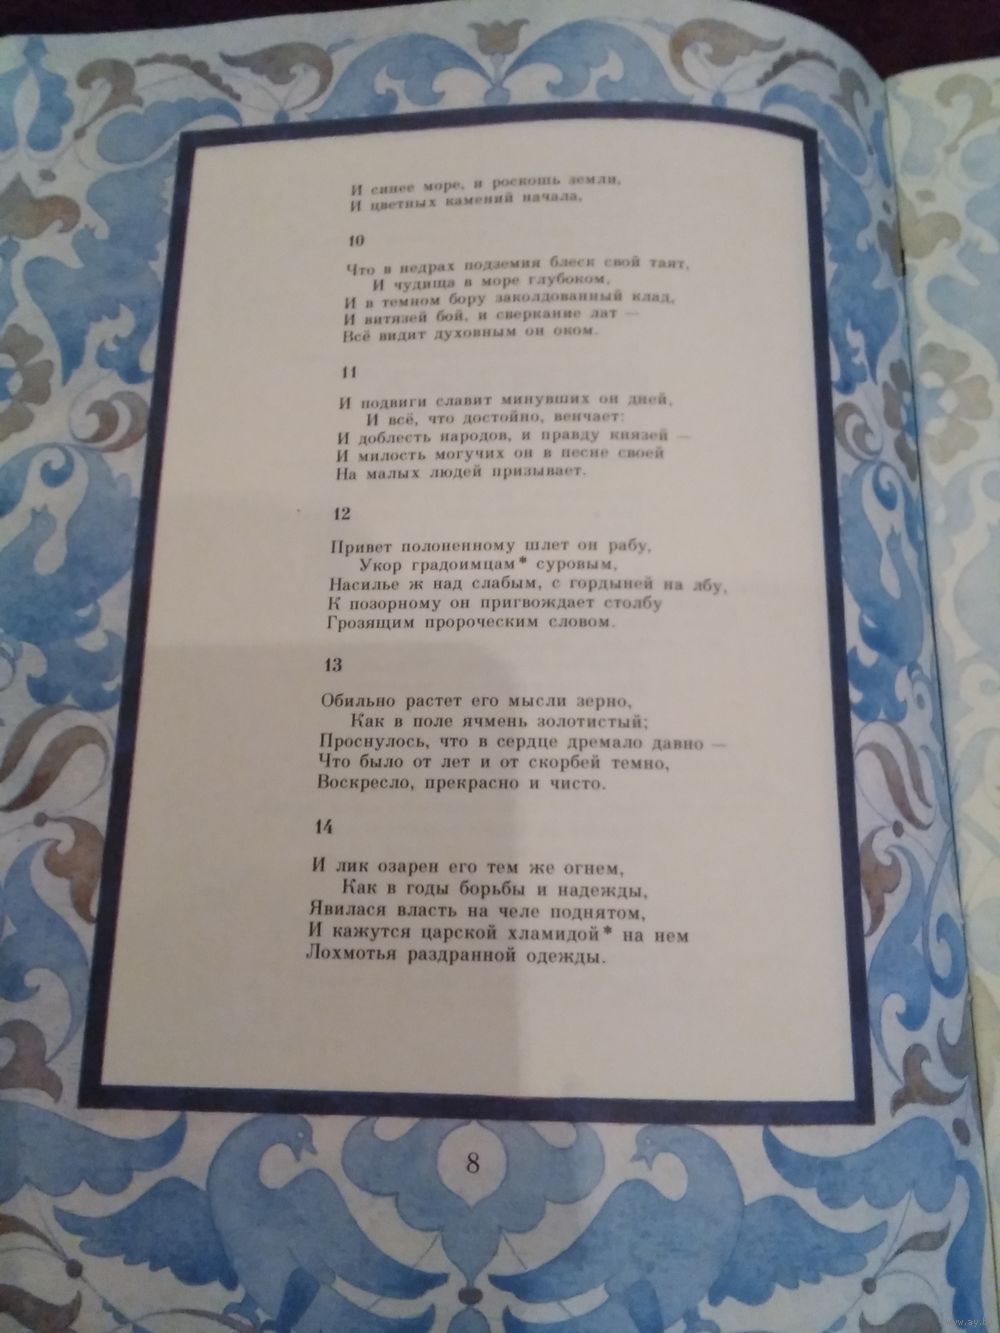 И синее море, и роскошь земли,
И цветных камений начала,
10
Что в недрах подземия блеск свой таят,
И чудища в море глубоком,
И в темном бору заколдованный клад,
И витязей бой, и сверкание лат —
Всё видит духовным он оком.
11
И подвиги славит минувших он дней,
И всё, что достойно, венчает:
И доблесть народов, и правду князей —
И милость могучих он в песне своей
На малых людей призывает.
12
Привет полоненному шлет он рабу,
Укор градоимцам* суровым,
Насилье ж над слабым, с гордыней на лбу,
К позорному он пригвождает столбу
Грозящим пророческим словом.
13
Обильно растет его мысли зерно,
Как в поле ячмень золотистый;
Проснулось, что в сердце дремало давно —
Что было от лет и от скорбей темно,
Воскресло, прекрасно и чисто.
14
И лик озарен его тем же огнем,
Как в годы борьбы и надежды,
Явилася власть на челе поднятом,
И кажутся царской хламидой* на нем
Лохмотья раздранной одежды.
8